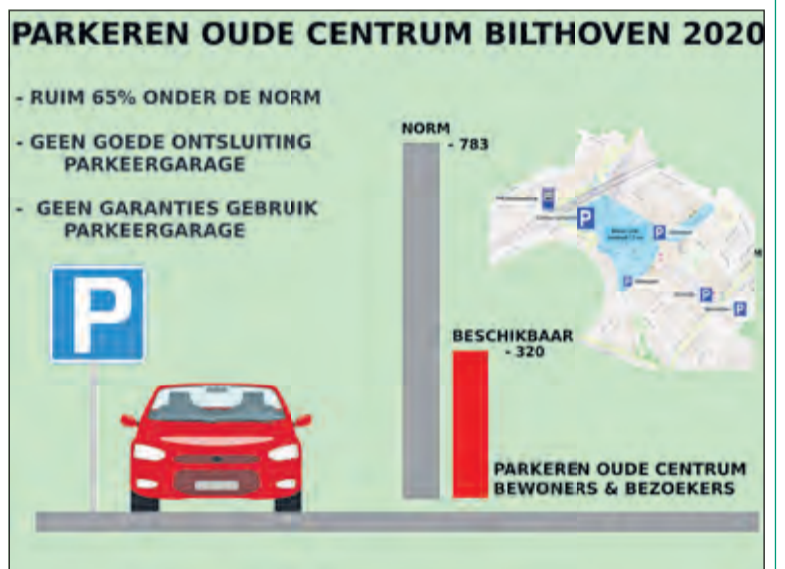 PARKEREN OUDE CENTRUM BILTHOVEN 2020
- RUIM 65% ONDER DE NORM
- GEEN GOEDE ONTSLUITING
PARKEERGARAGE
- GEEN GARANTIES GEBRUIK
PARKEERGARAGE
NORM
- 783
P
P
P
P
P
P
BESCHIKBAAR
- 320
PARKEREN OUDE CENTRUM
BEWONERS & BEZOEKERS